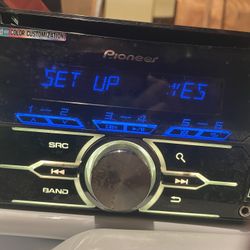 COLOR CUSTOMIZATION
Pioneer
SET UP YES
1 — 2 3 — 4 5 — 6
SRC
BAND